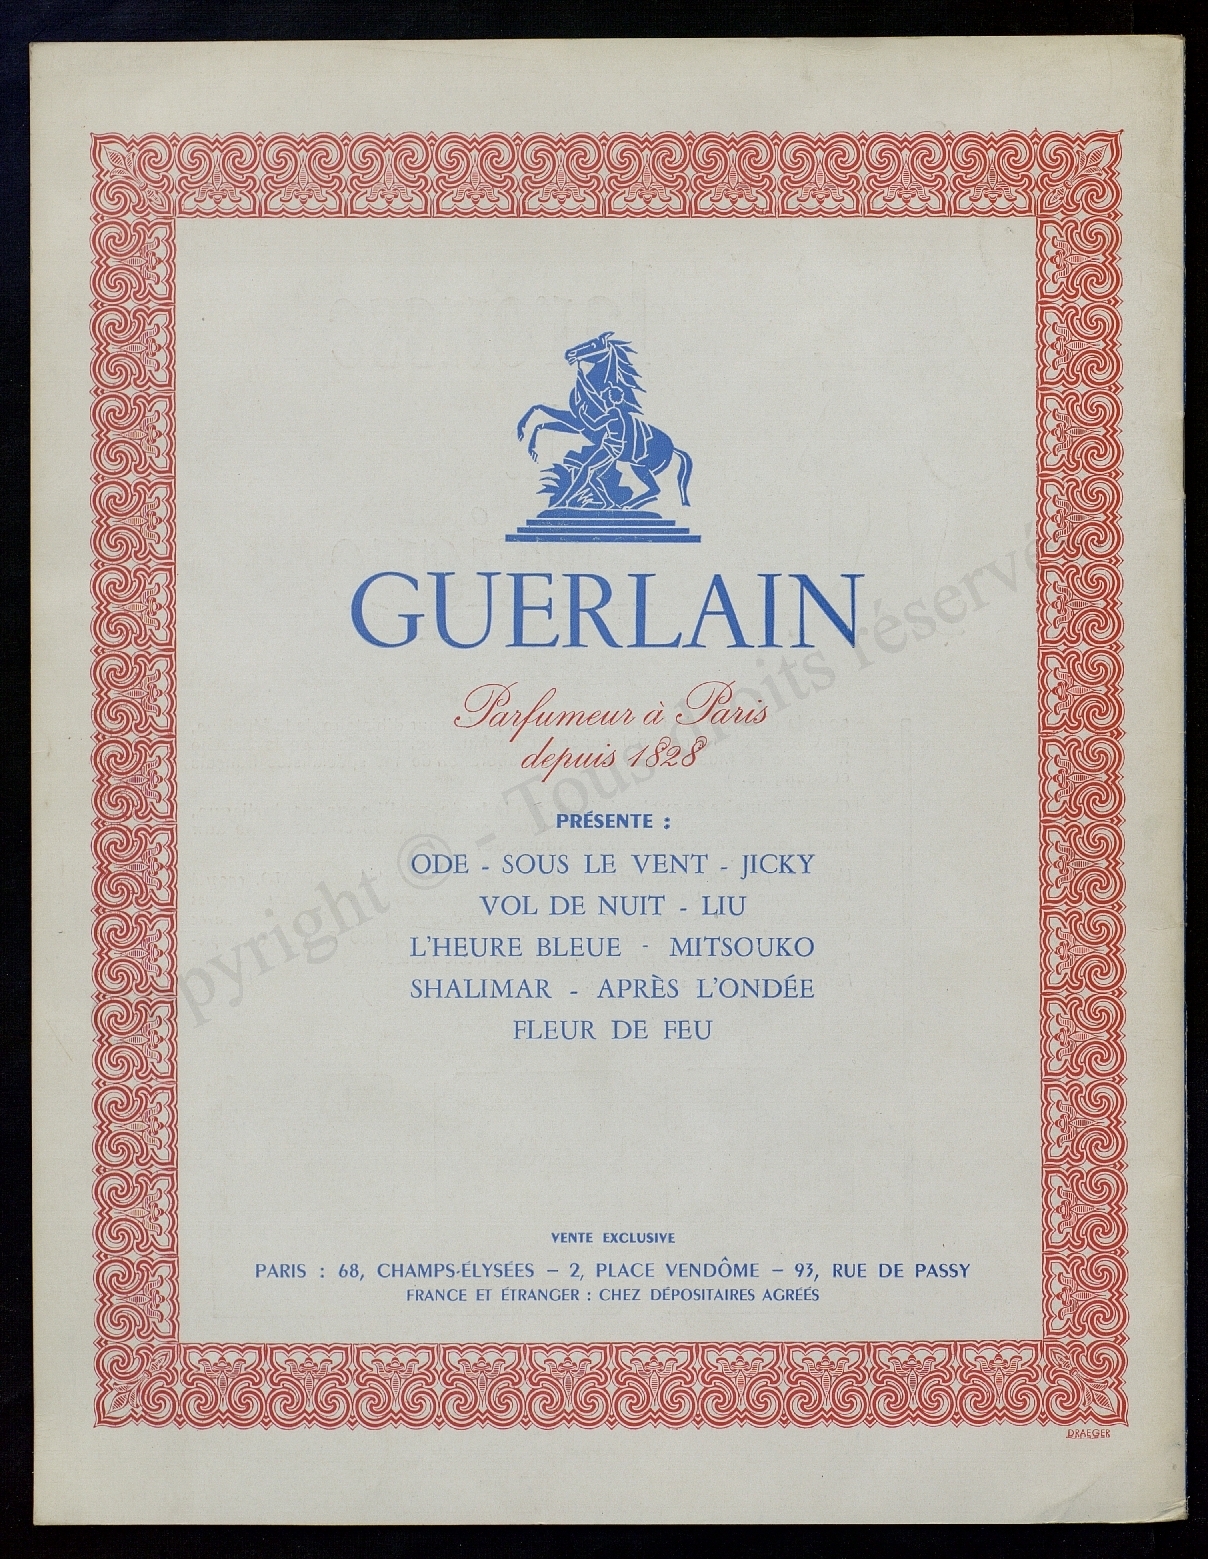 GUERLAIN
Parfumeur à Paris
depuis 1828
PRÉSENTE :
ODE - SOUS LE VENT - JICKY
VOL DE NUIT - LIU
L'HEURE BLEUE - MITSOUKO
SHALIMAR - APRÈS L'ONDÉE
FLEUR DE FEU
VENTE EXCLUSIVE
PARIS : 68, CHAMPS-ÉLYSÉES – 2, PLACE VENDÔME – 93, RUE DE PASSY
FRANCE ET ÉTRANGER : CHEZ DÉPOSITAIRES AGRÉÉS
DRAEGER
pyright © - Tous droits réservé